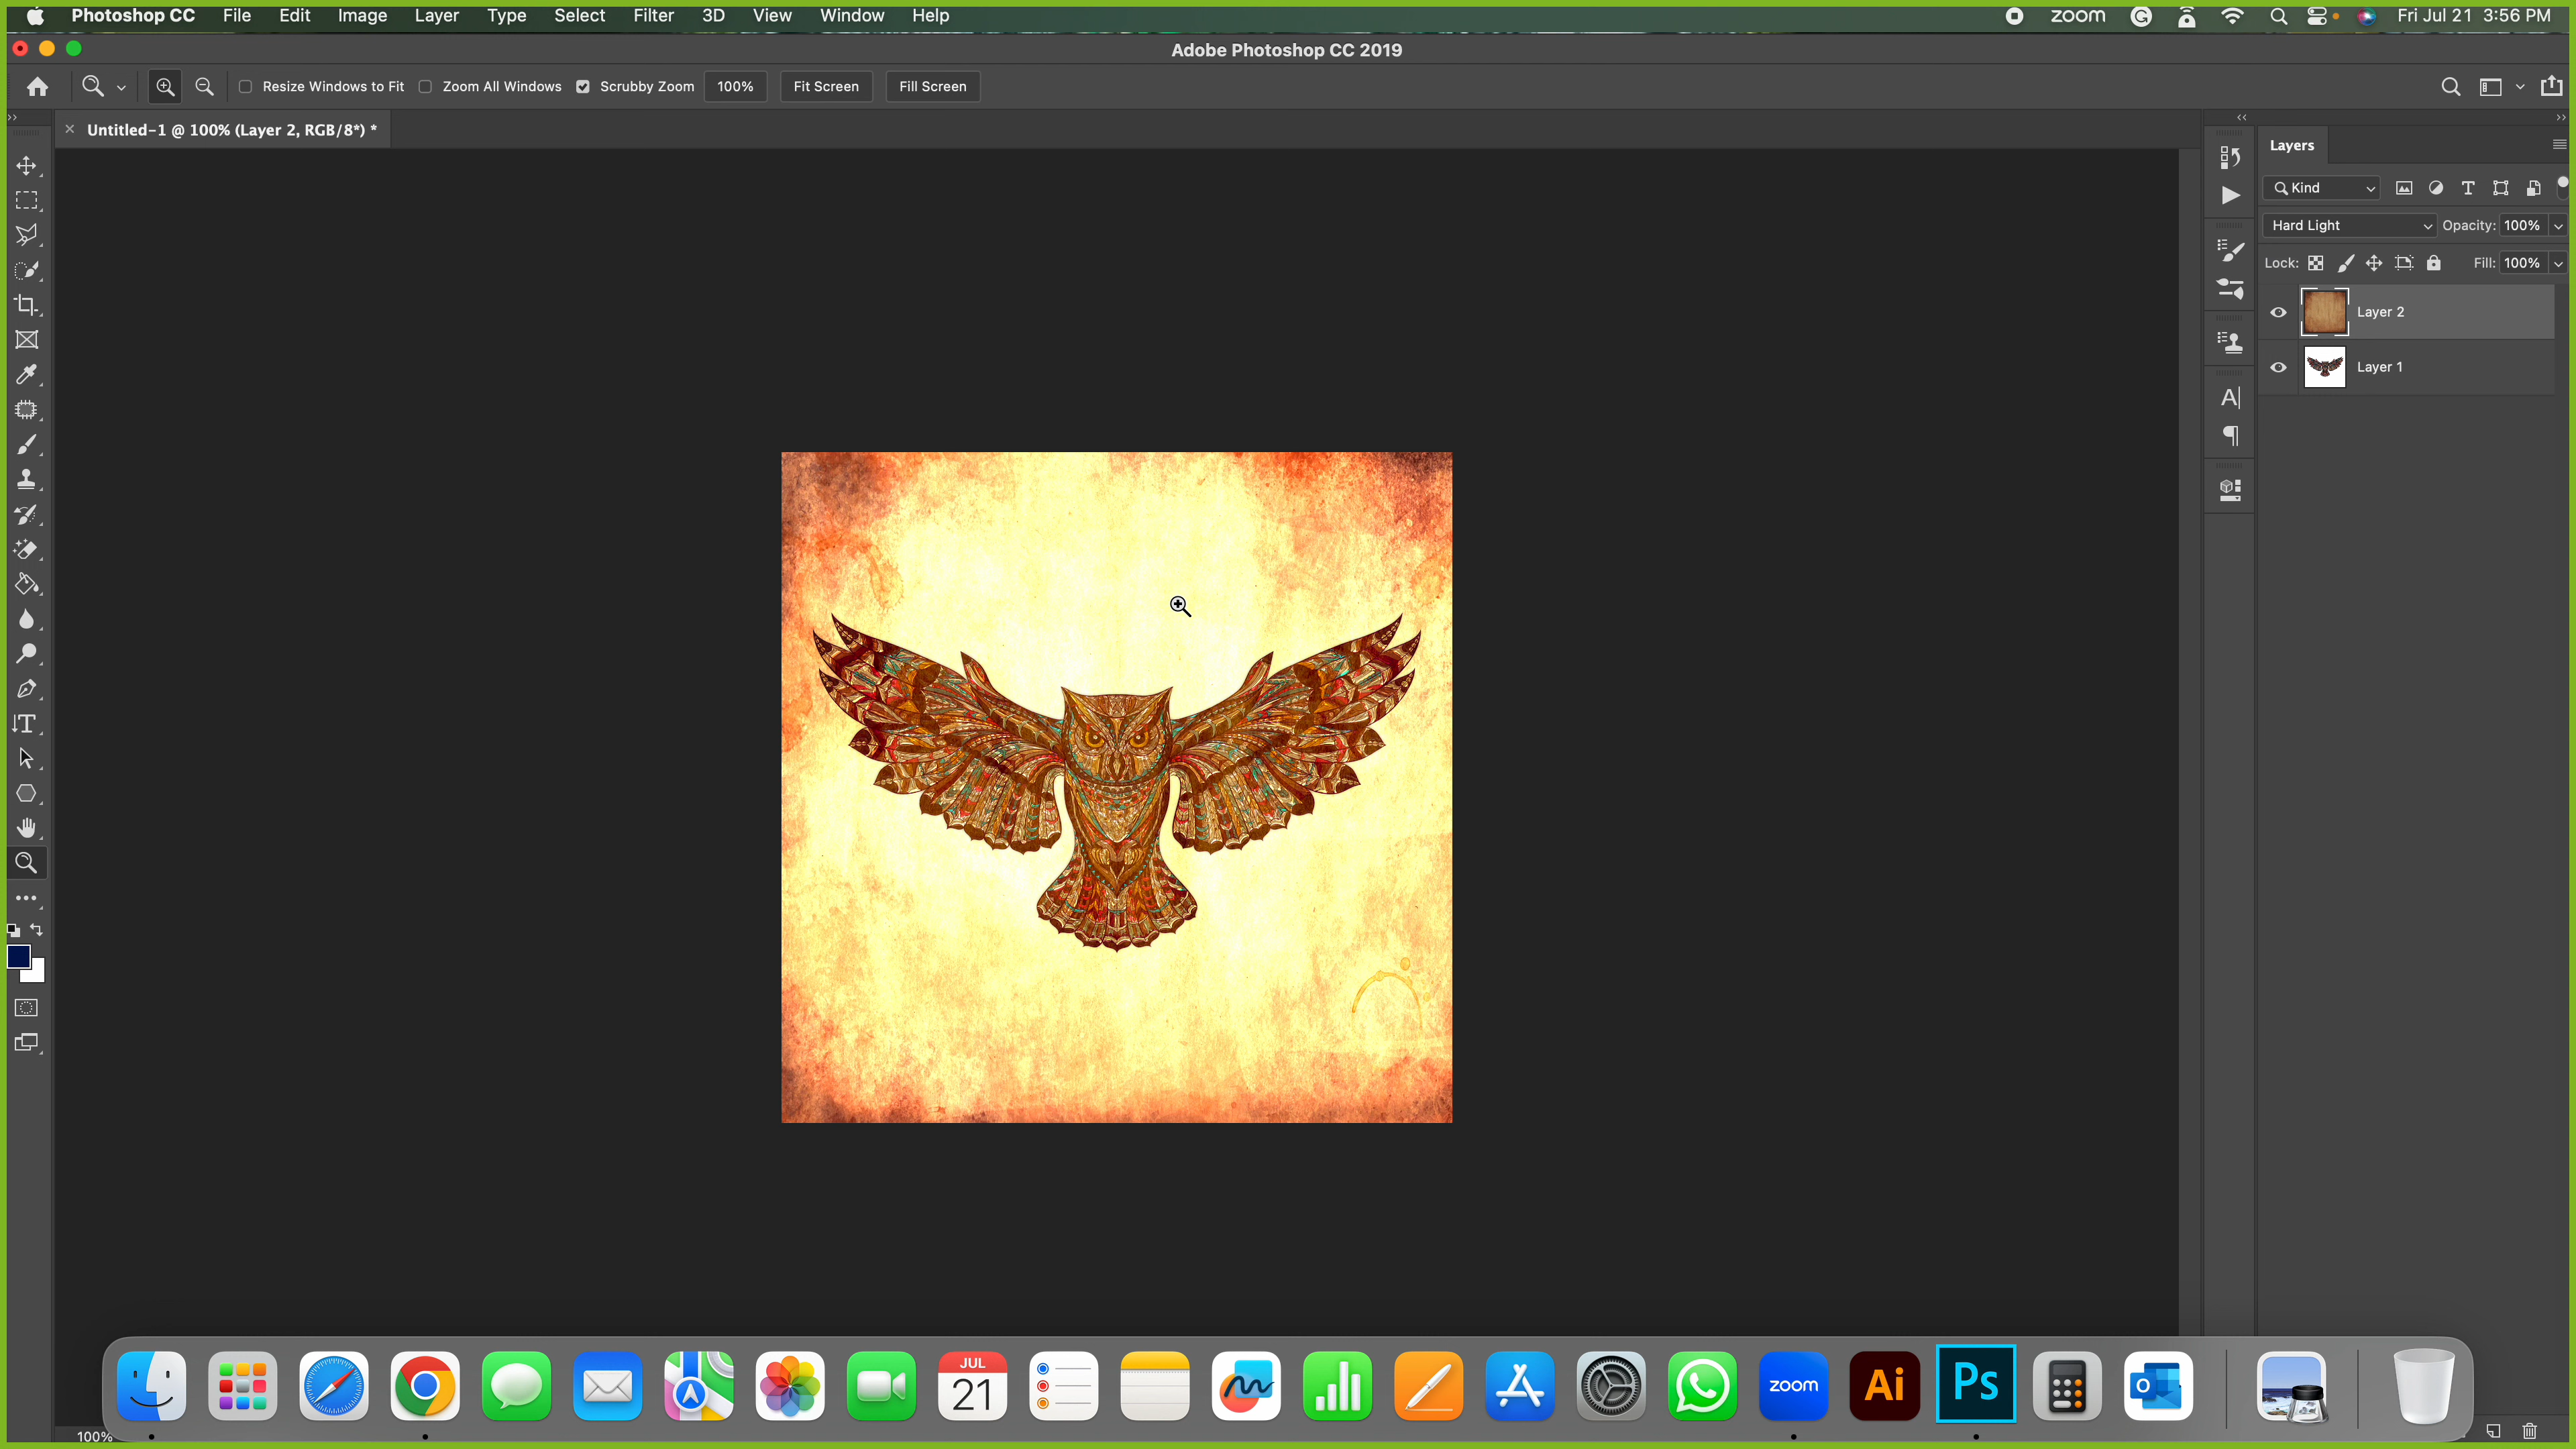 Photoshop CC File Edit Image Layer Type Select Filter 3D View Window Help zoom Fri Jul 21 3:56 PM
Adobe Photoshop CC 2019
Resize Windows to Fit Zoom All Windows Scrubby Zoom 100% Fit Screen Fill Screen
× Untitled-1 @ 100% (Layer 2, RGB/8*) *
Layers
Kind
Hard Light Opacity: 100%
Lock: Fill: 100%
Layer 2
Layer 1
JUL
21
zoom
Ai
Ps
100%